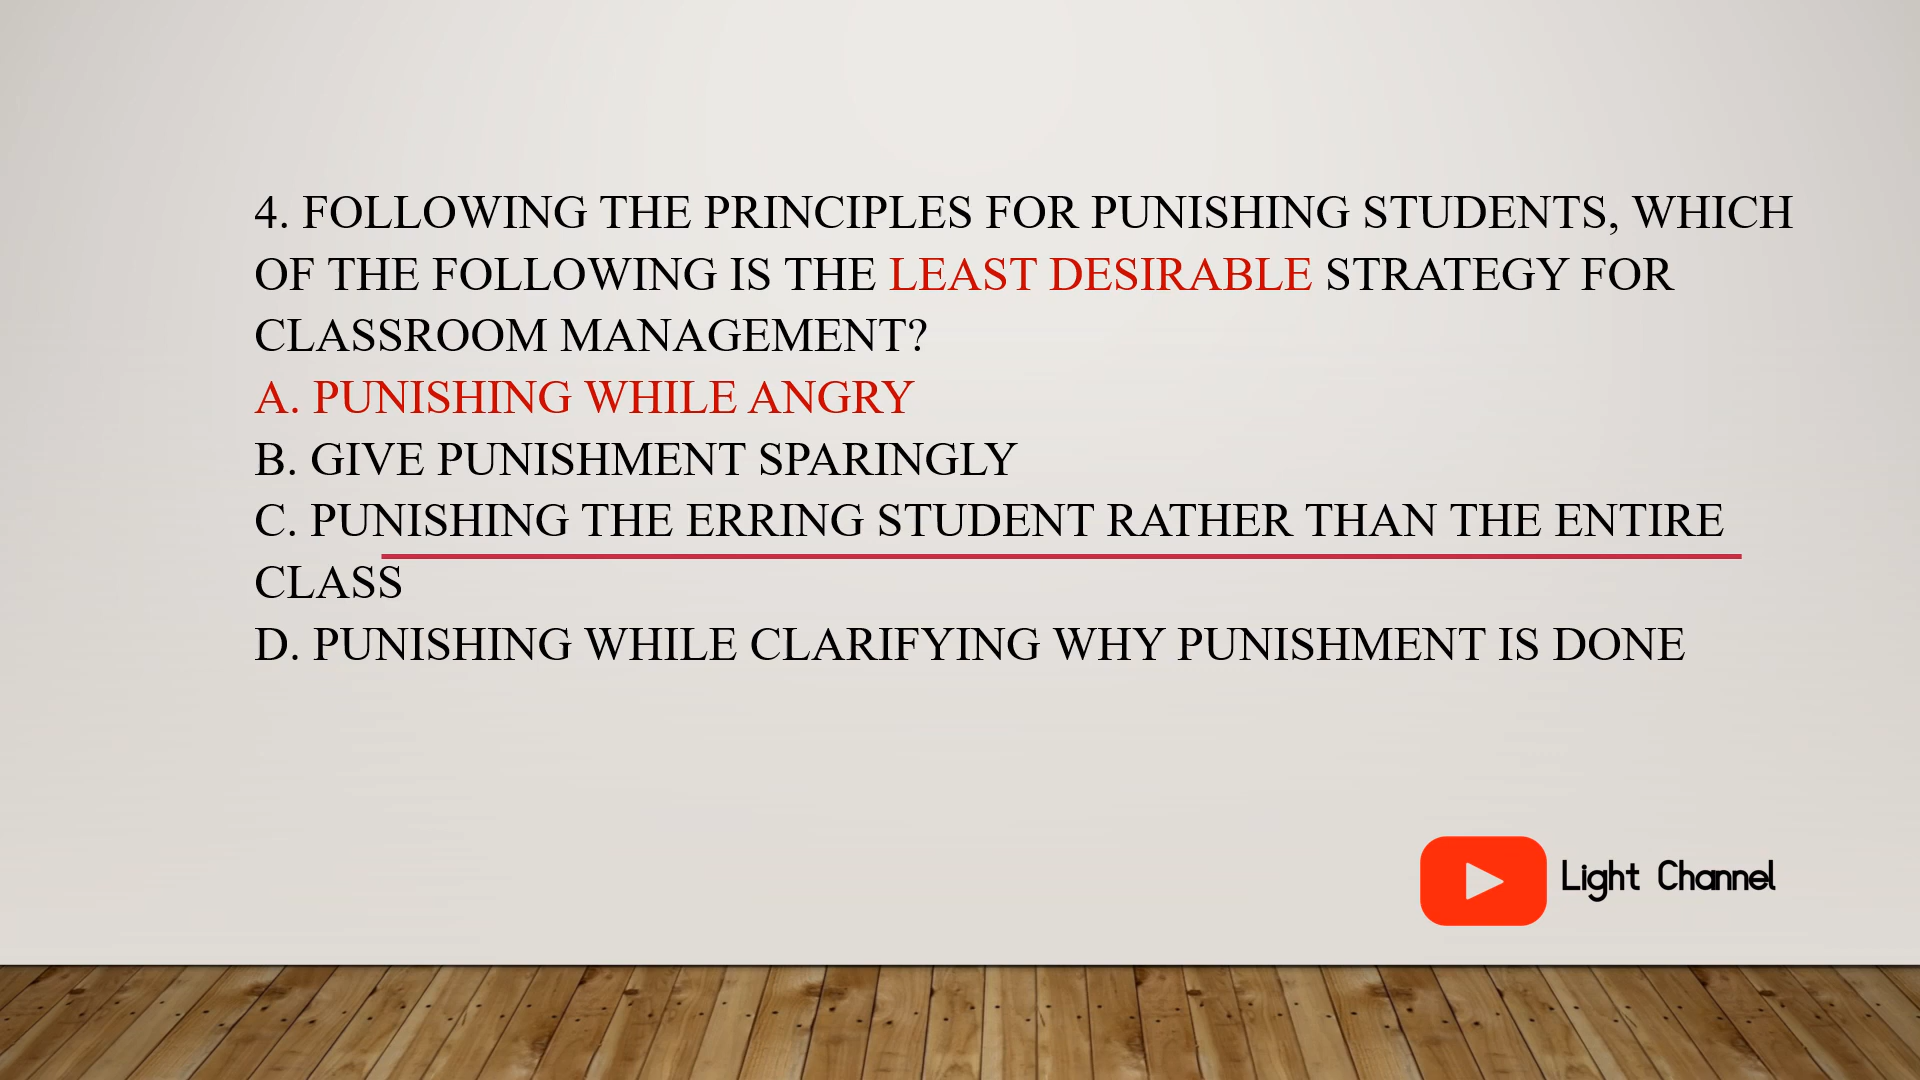 4. FOLLOWING THE PRINCIPLES FOR PUNISHING STUDENTS, WHICH
OF THE FOLLOWING IS THE LEAST DESIRABLE STRATEGY FOR
CLASSROOM MANAGEMENT?
A. PUNISHING WHILE ANGRY
B. GIVE PUNISHMENT SPARINGLY
C. PUNISHING THE ERRING STUDENT RATHER THAN THE ENTIRE
CLASS
D. PUNISHING WHILE CLARIFYING WHY PUNISHMENT IS DONE
Light Channel